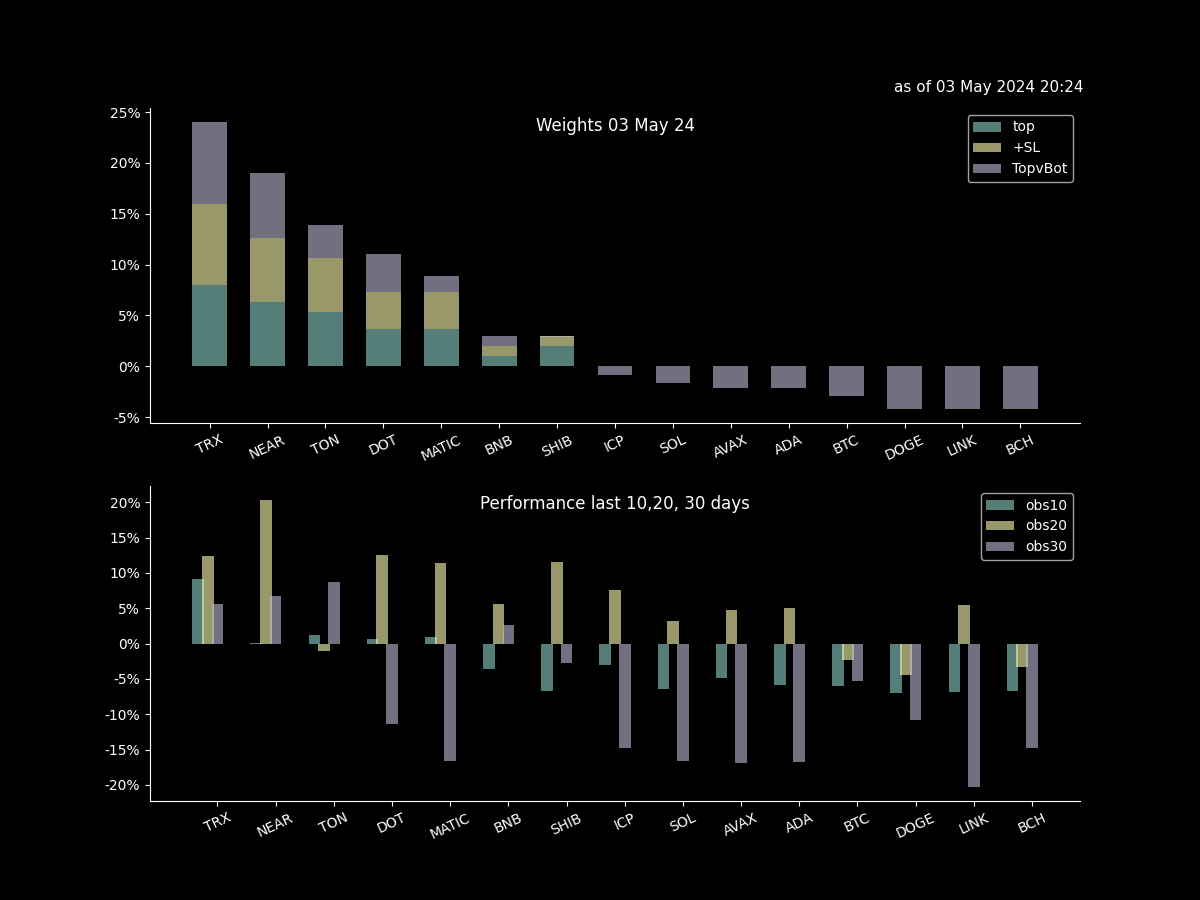 as of 03 May 2024 20:24
Weights 03 May 24
top
+SL
TopvBot
25%
20%
15%
10%
5%
0%
-5%
TRX NEAR TON DOT MATIC BNB SHIB ICP SOL AVAX ADA BTC DOGE LINK BCH
Performance last 10,20, 30 days
obs10
obs20
obs30
20%
15%
10%
5%
0%
-5%
-10%
-15%
-20%
TRX NEAR TON DOT MATIC BNB SHIB ICP SOL AVAX ADA BTC DOGE LINK BCH